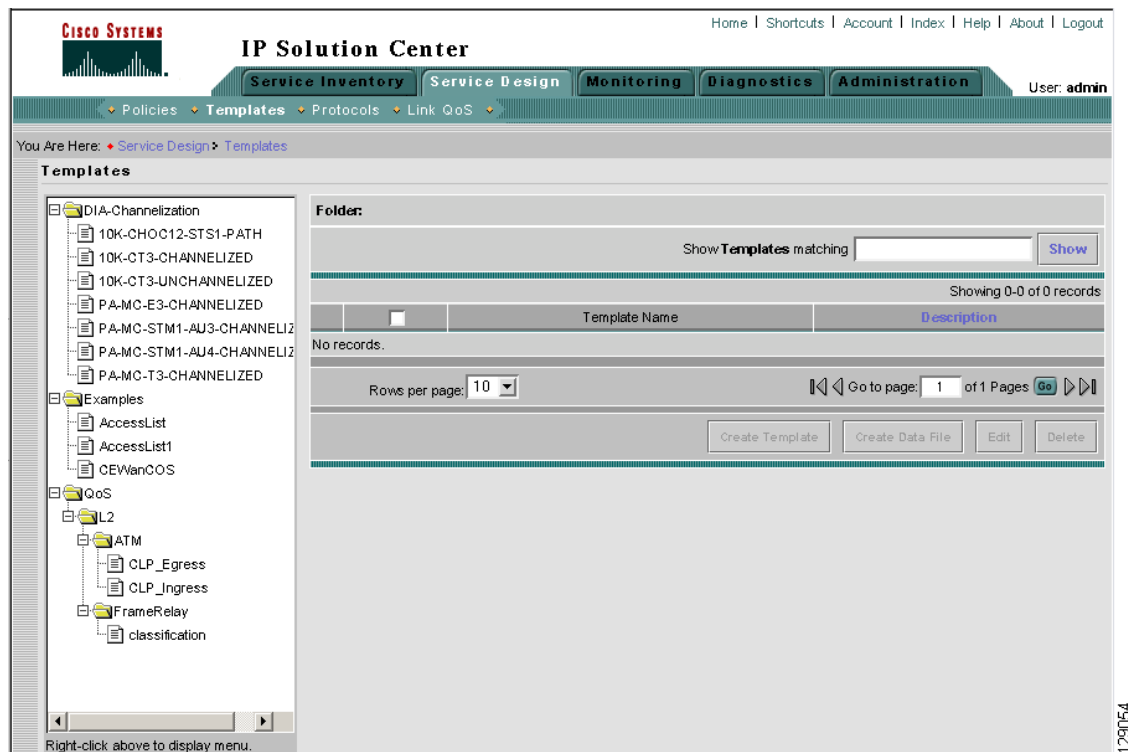 Home | Shortcuts | Account | Index | Help | About | Logout
CISCO SYSTEMS
IP Solution Center
Service Inventory Service Design Monitoring Diagnostics Administration
User: admin
Policies Templates Protocols Link QoS
You Are Here: Service Design Templates
Templates
DIA-Channelization
10K-CHOC12-STS1-PATH
10K-CT3-CHANNELIZED
10K-CT3-UNCHANNELIZED
PA-MC-E3-CHANNELIZED
PA-MC-STM1-AU3-CHANNELIZ
PA-MC-STM1-AU4-CHANNELIZ
PA-MC-T3-CHANNELIZED
Examples
AccessList
AccessList1
CEWanCOS
QoS
L2
ATM
CLP_Egress
CLP_Ingress
FrameRelay
classification
Right-click above to display menu.
Folder:
Show Templates matching Show
Showing 0-0 of 0 records
Template Name Description
No records.
Rows per page: 10 Go to page: 1 of 1 Pages Go
Create Template Create Data File Edit Delete
129054